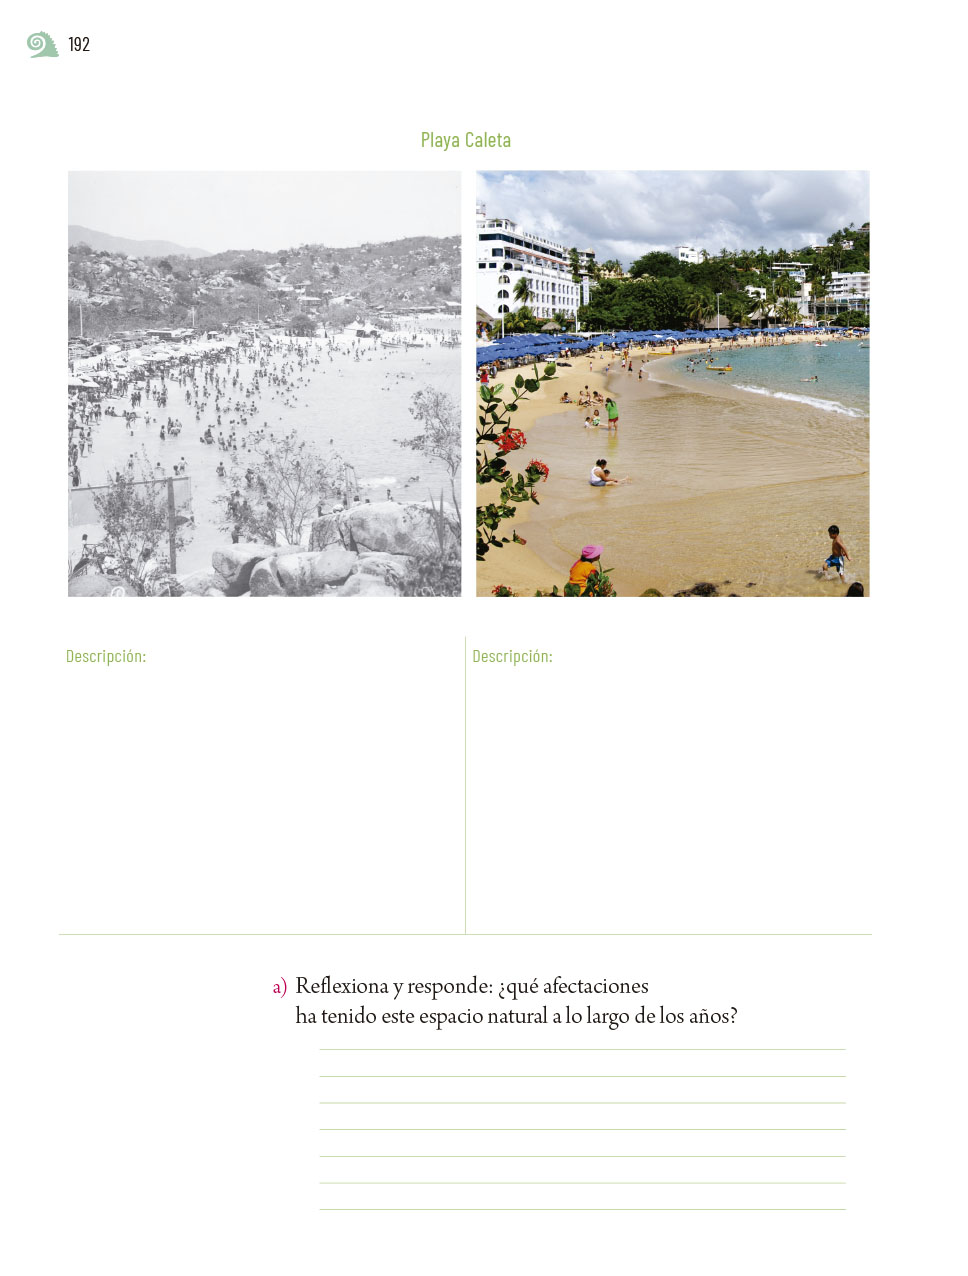 192
Playa Caleta
Descripción:
Descripción:
a) Reflexiona y responde: ¿qué afectaciones
ha tenido este espacio natural a lo largo de los años?